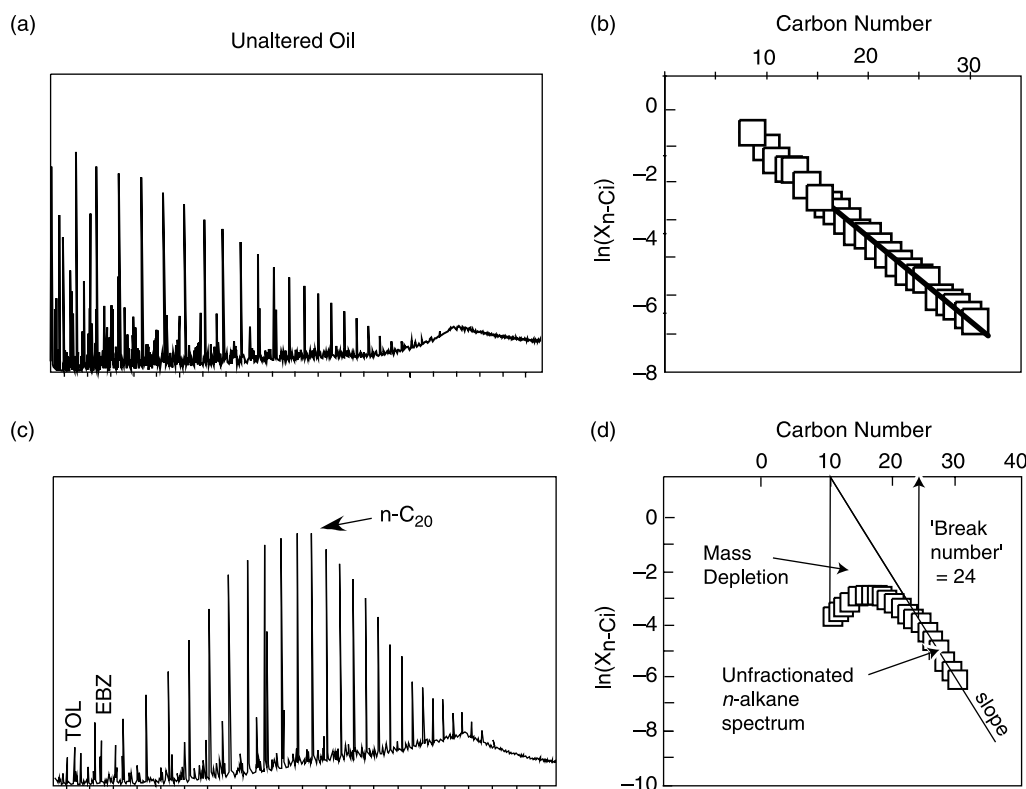 (a)
Unaltered Oil
(b)
Carbon Number
10 20 30
0
–2
–4
–6
–8
ln(Xn-Ci)
(c)
n-C20
TOL
EBZ
(d)
Carbon Number
0 10 20 30 40
0
–2
–4
–6
–8
–10
ln(Xn-Ci)
Mass
Depletion
'Break
number'
= 24
Unfractionated
n-alkane
spectrum
slope